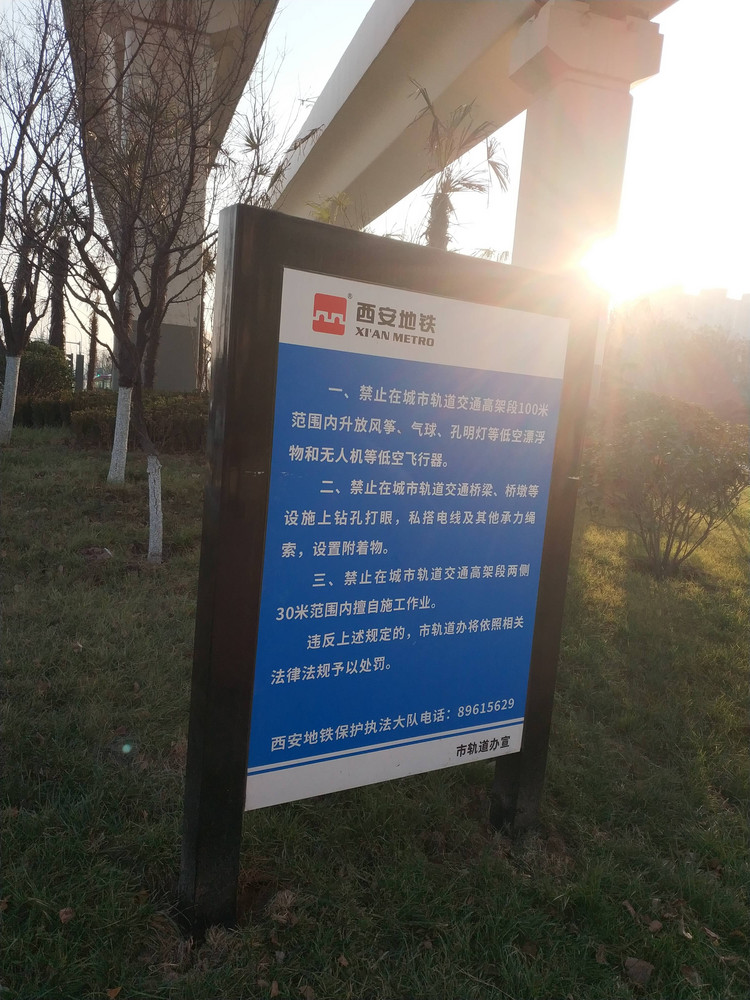 西安地铁
XI'AN METRO
一、禁止在城市轨道交通高架段100米
范围内升放风筝、气球、孔明灯等低空漂浮
物和无人机等低空飞行器。
二、禁止在城市轨道交通桥梁、桥墩等
设施上钻孔打眼，私搭电线及其他承力绳
索，设置附着物。
三、禁止在城市轨道交通高架段两侧
30米范围内擅自施工作业。
违反上述规定的，市轨道办将依照相关
法律法规予以处罚。
西安地铁保护执法大队电话：89615629
市轨道办宣